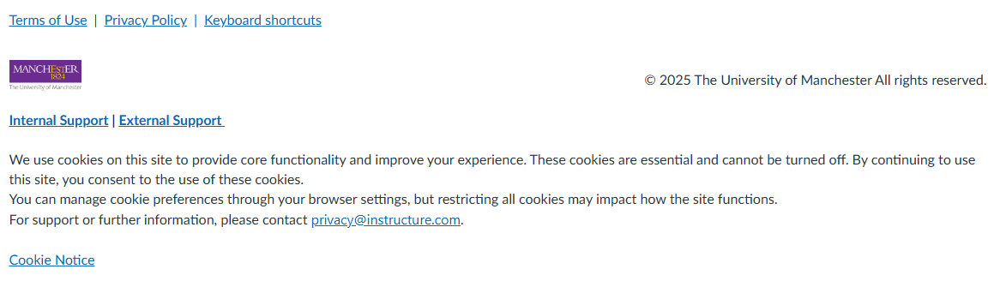 Terms of Use | Privacy Policy | Keyboard shortcuts
MANCHESTER
1824
The University of Manchester
© 2025 The University of Manchester All rights reserved.
Internal Support | External Support
We use cookies on this site to provide core functionality and improve your experience. These cookies are essential and cannot be turned off. By continuing to use
this site, you consent to the use of these cookies.
You can manage cookie preferences through your browser settings, but restricting all cookies may impact how the site functions.
For support or further information, please contact privacy@instructure.com.
Cookie Notice